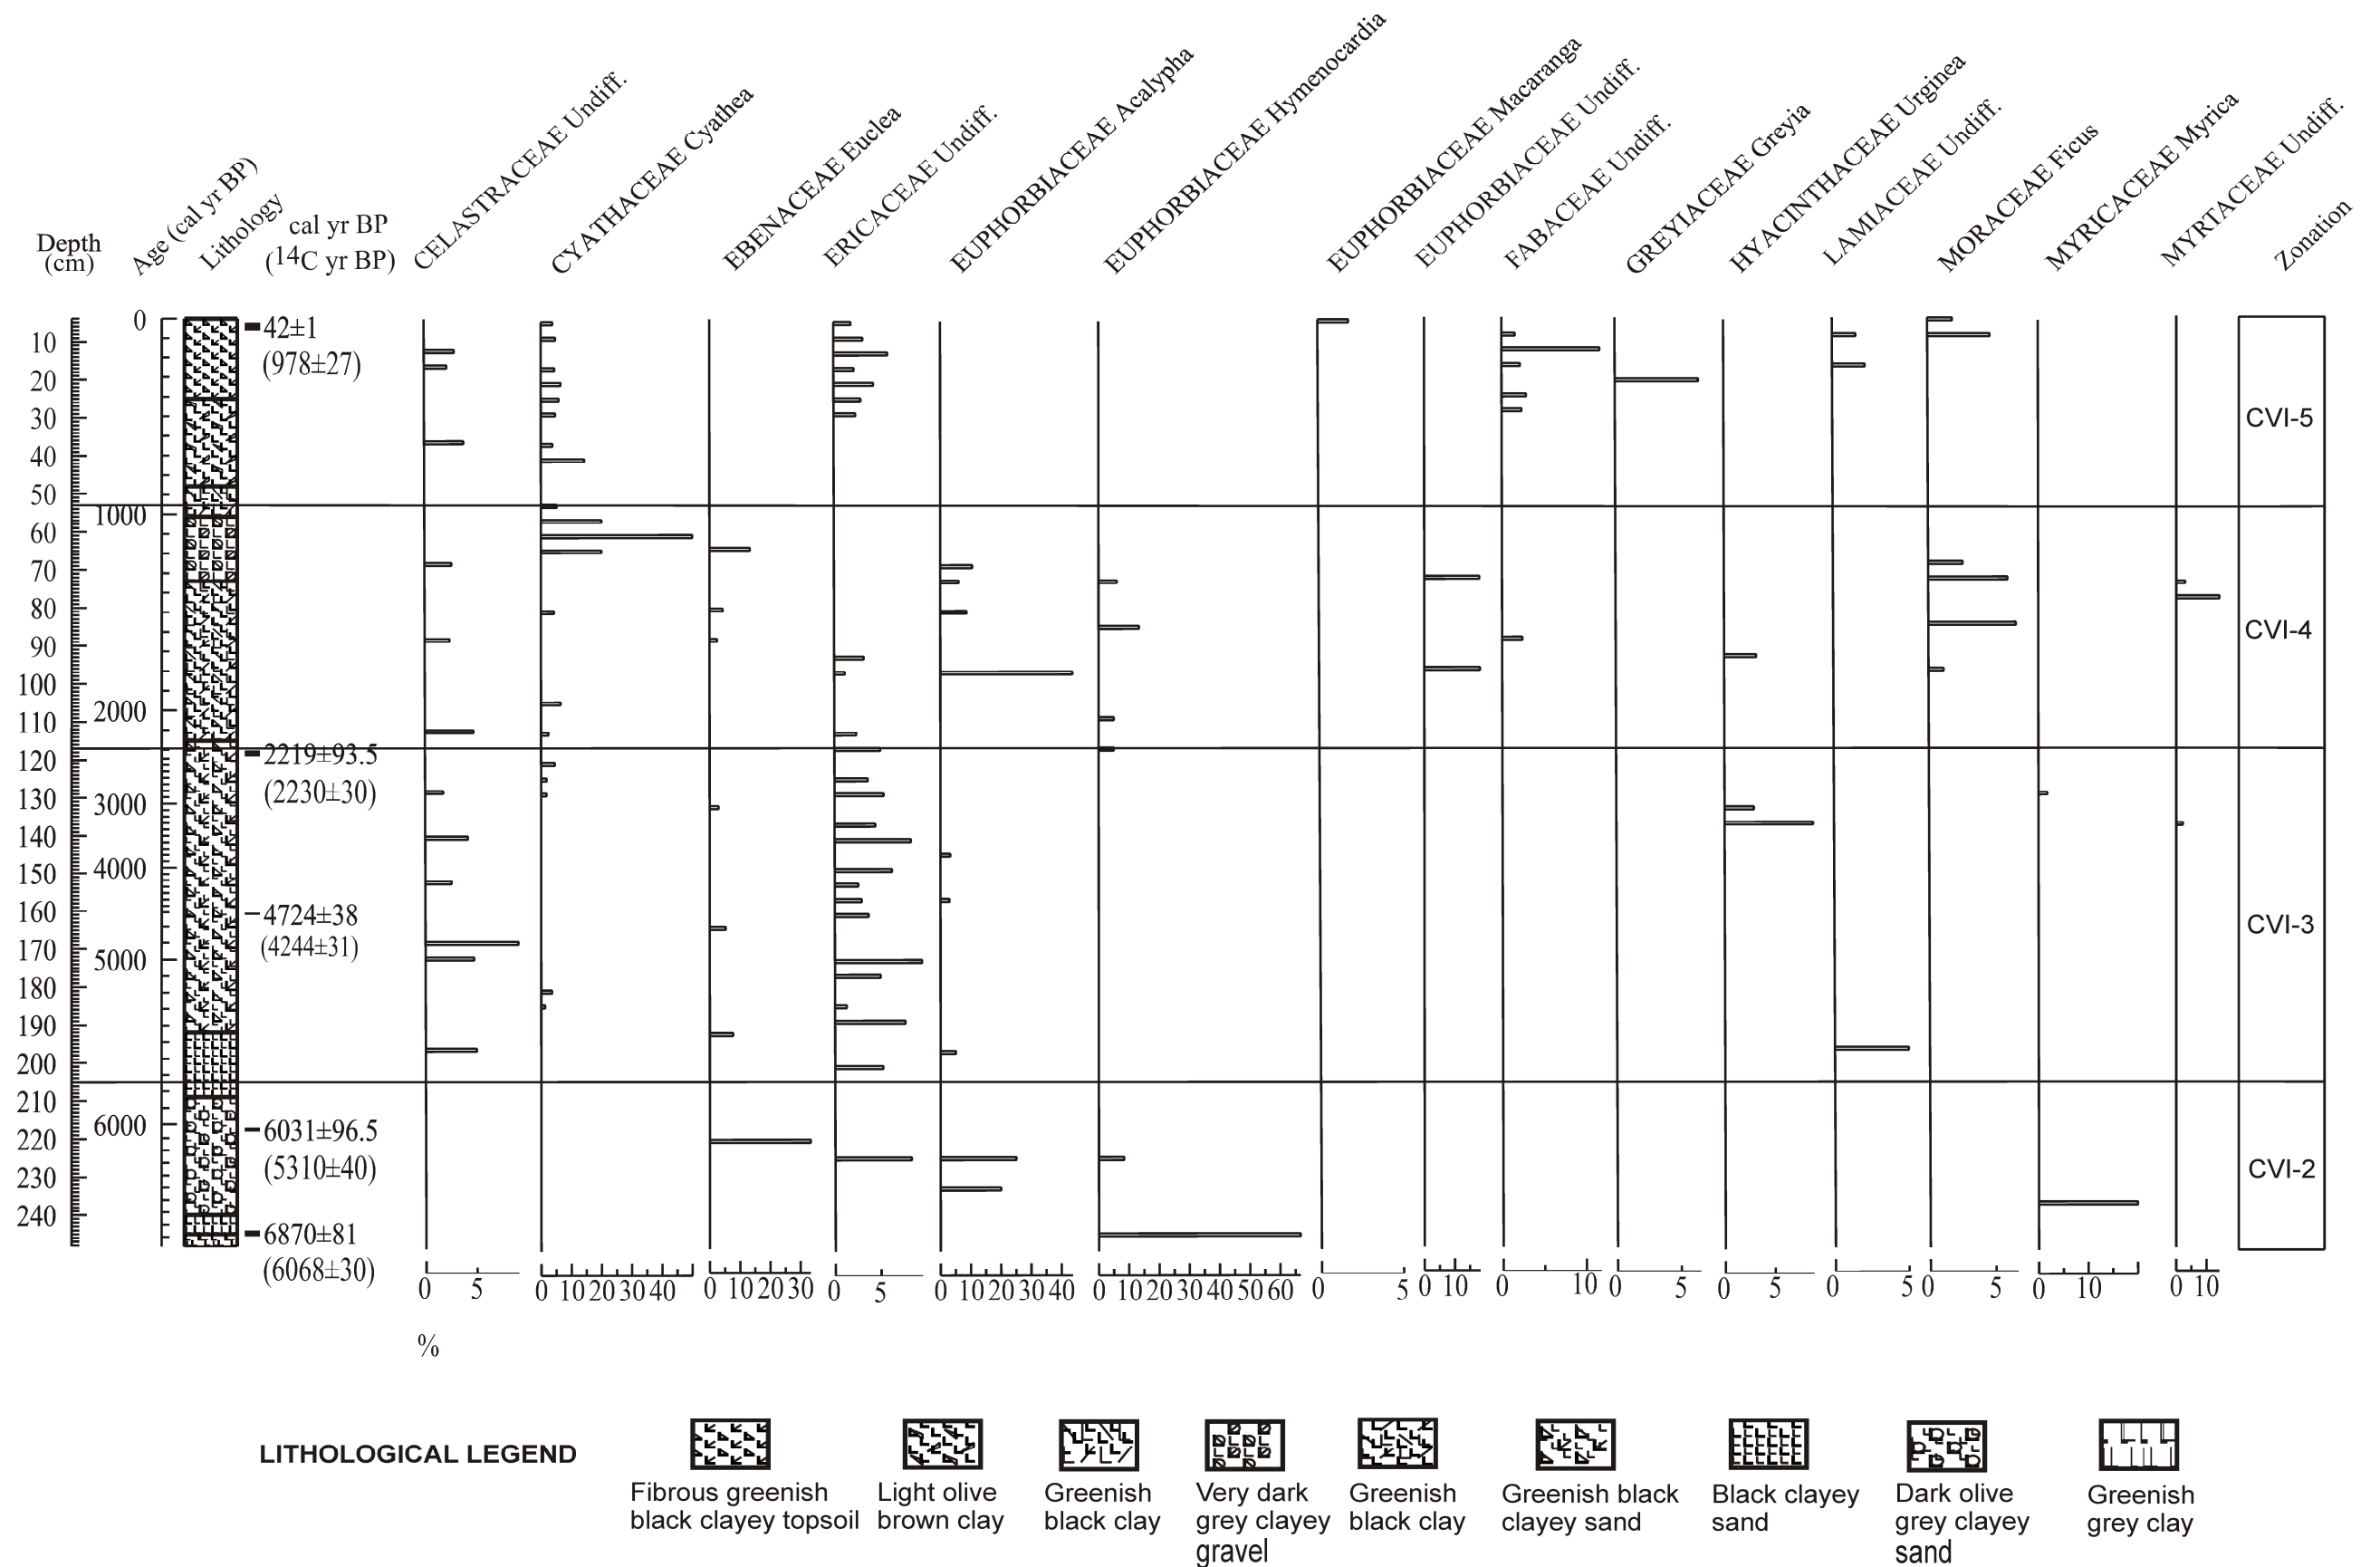 Depth
(cm)
Age (cal yr BP)
Lithology
cal yr BP
(14C yr BP)
CELASTRACEAE Undiff.
CYATHACEAE Cyathea
EBENACEAE Euclea
ERICACEAE Undiff.
EUPHORBIACEAE Acalypha
EUPHORBIACEAE Hymenocardia
EUPHORBIACEAE Macaranga
EUPHORBIACEAE Undiff.
FABACEAE Undiff.
GREYIACEAE Greyia
HYACINTHACEAE Urginea
LAMIACEAE Undiff.
MORACEAE Ficus
MYRICACEAE Myrica
MYRTACEAE Undiff.
Zonation
10
20
30
40
50
60
70
80
90
100
110
120
130
140
150
160
170
180
190
200
210
220
230
240
0
1000
2000
3000
4000
5000
6000
42±1
(978±27)
2219±93.5
(2230±30)
4724±38
(4244±31)
6031±96.5
(5310±40)
6870±81
(6068±30)
CVI-5
CVI-4
CVI-3
CVI-2
0 5
0 10 20 30 40
0 10 20 30
0 5
0 10 20 30 40
0 10 20 30 40 50 60
0 5
0 10
0 10
0 5
0 5
0 5
0 5
0 10
0 10
%
LITHOLOGICAL LEGEND
Fibrous greenish
black clayey topsoil
Light olive
brown clay
Greenish
black clay
Very dark
grey clayey
gravel
Greenish
black clay
Greenish black
clayey sand
Black clayey
sand
Dark olive
grey clayey
sand
Greenish
grey clay